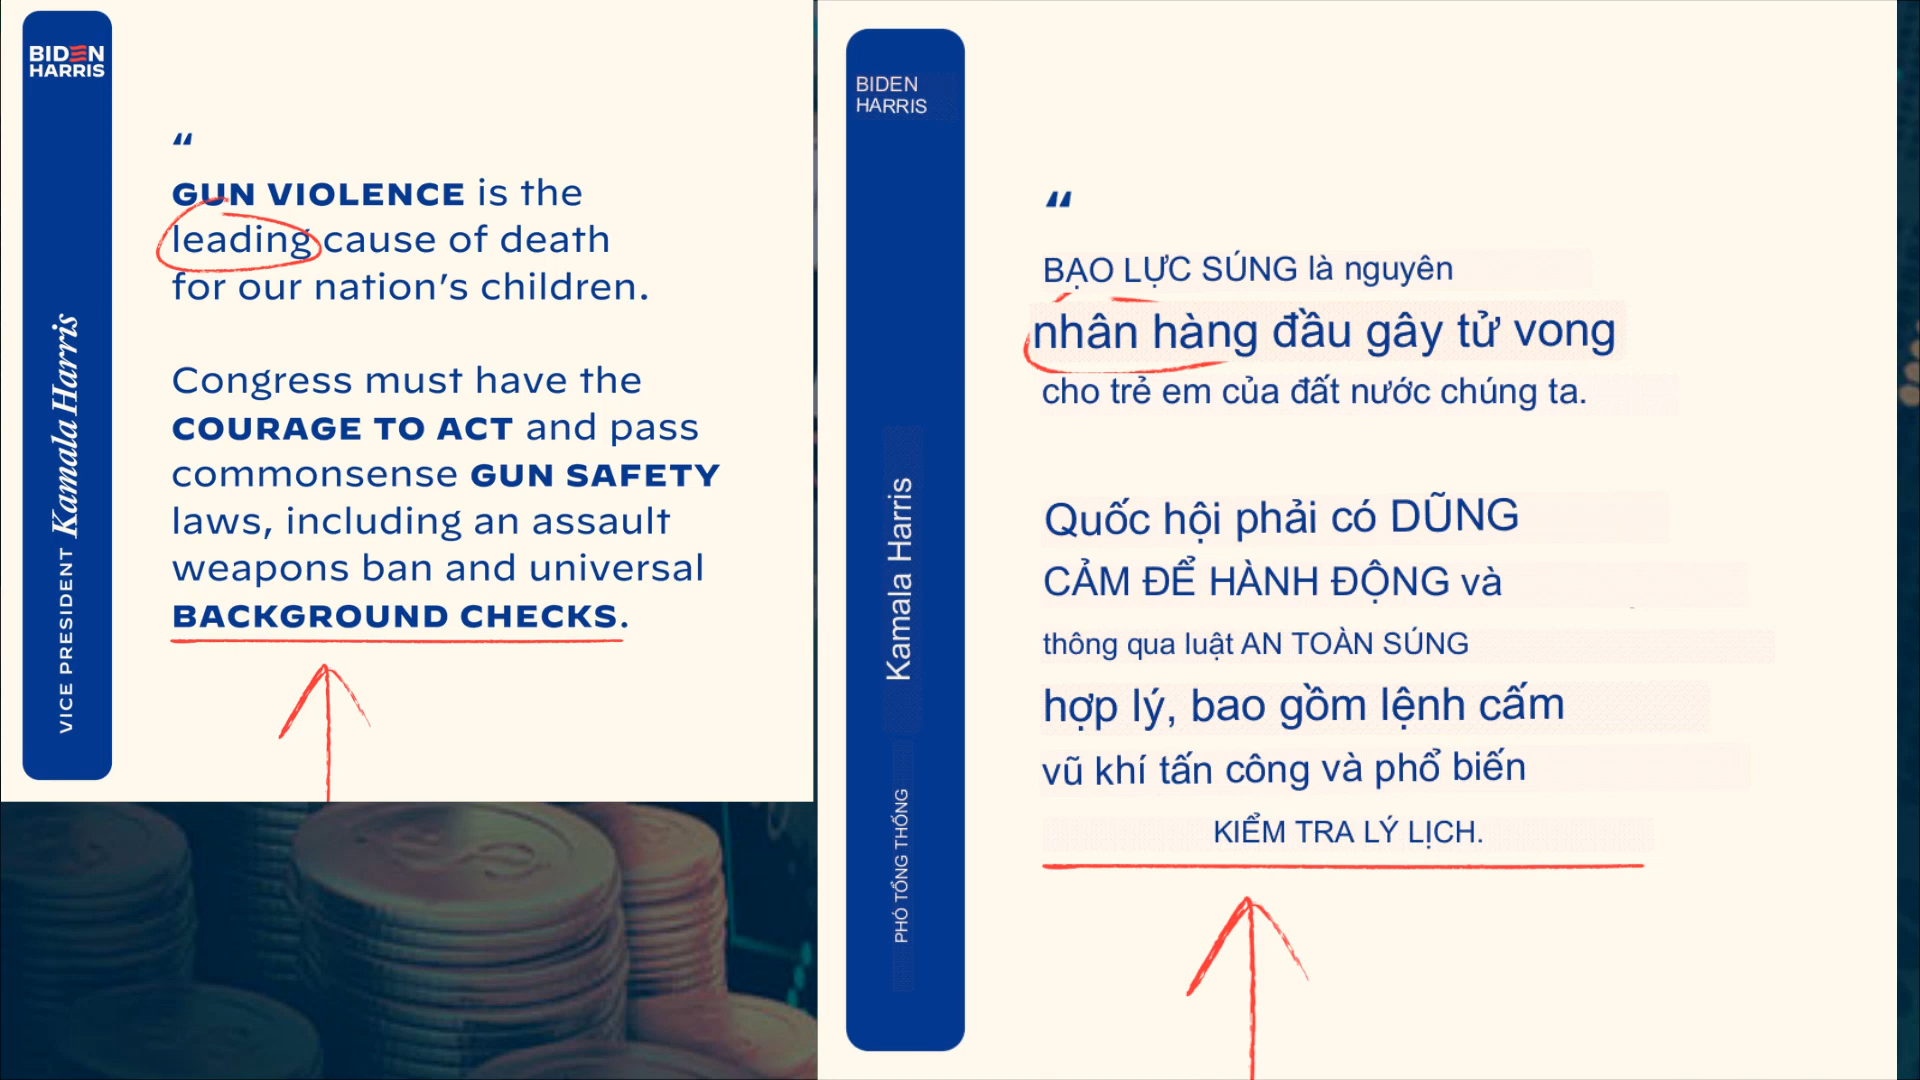 BIDEN
HARRIS
VICE PRESIDENT Kamala Harris
“
GUN VIOLENCE is the
leading cause of death
for our nation’s children.
Congress must have the
COURAGE TO ACT and pass
commonsense GUN SAFETY
laws, including an assault
weapons ban and universal
BACKGROUND CHECKS.
BIDEN
HARRIS
Kamala Harris
PHÓ TỔNG THỐNG
“
BẠO LỰC SÚNG là nguyên
nhân hàng đầu gây tử vong
cho trẻ em của đất nước chúng ta.
Quốc hội phải có DŨNG
CẢM ĐỂ HÀNH ĐỘNG và
thông qua luật AN TOÀN SÚNG
hợp lý, bao gồm lệnh cấm
vũ khí tấn công và phổ biến
KIỂM TRA LÝ LỊCH.